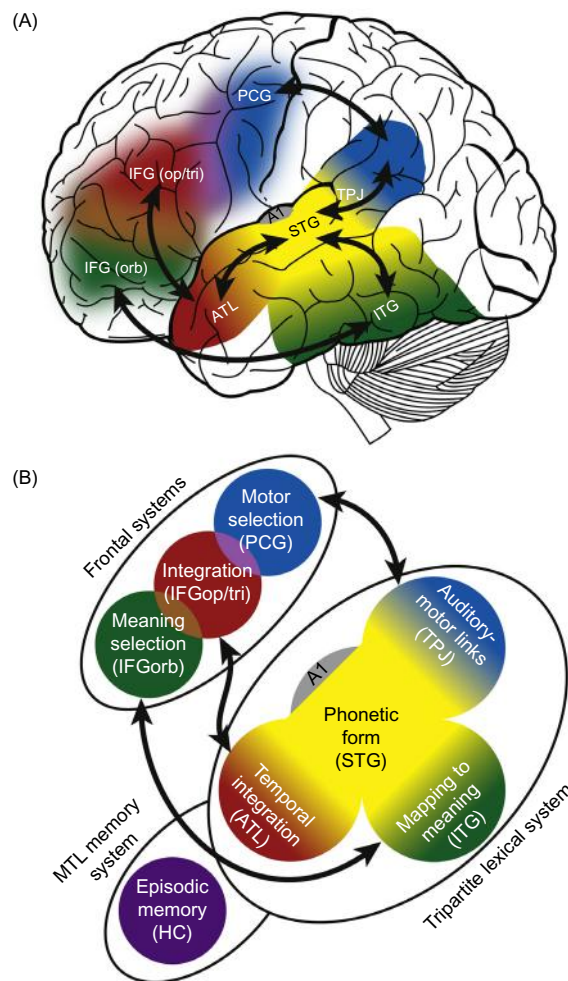 (A)
PCG
IFG (op/tri)
TPJ
A1
STG
IFG (orb)
ATL
ITG
(B)
Frontal systems
Motor
selection
(PCG)
Integration
(IFGop/tri)
Meaning
selection
(IFGorb)
Auditory-
motor links
(TPJ)
A1
Phonetic
form
(STG)
Temporal
integration
(ATL)
Mapping to
meaning
(ITG)
Tripartite lexical system
MTL memory
system
Episodic
memory
(HC)